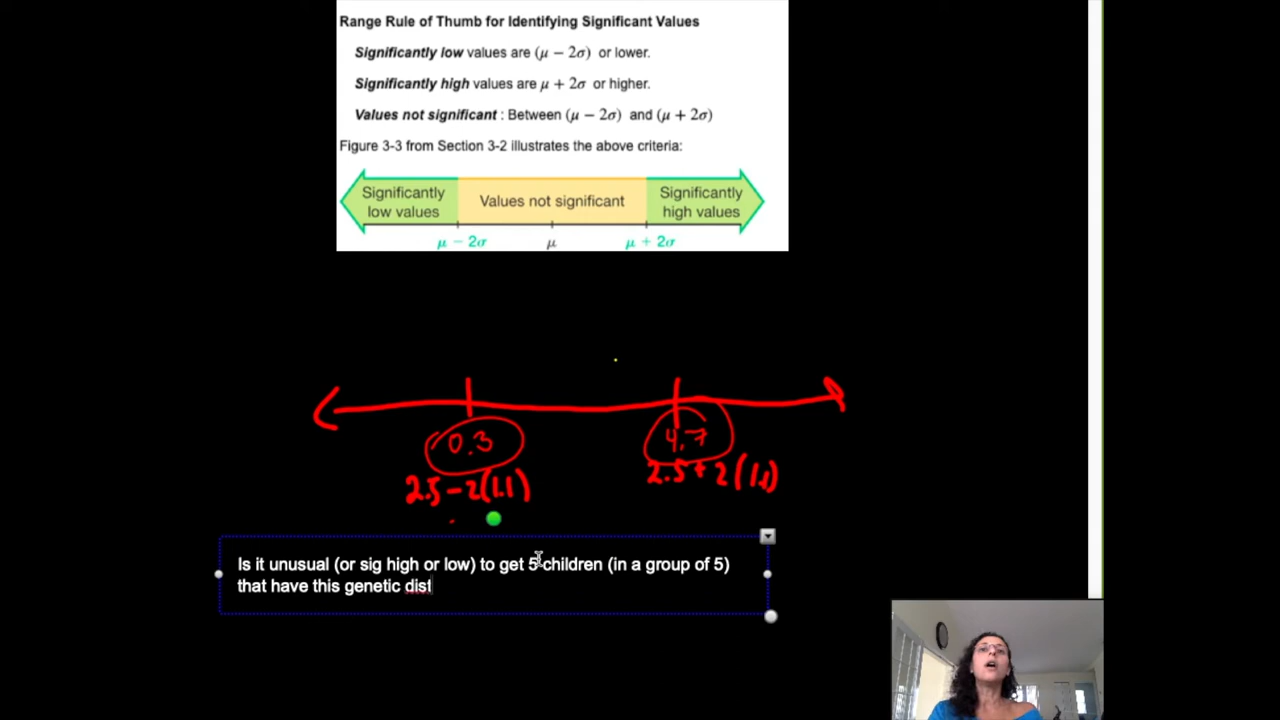 Range Rule of Thumb for Identifying Significant Values
Significantly low values are (μ − 2σ) or lower.
Significantly high values are μ + 2σ or higher.
Values not significant : Between (μ − 2σ) and (μ + 2σ)
Figure 3-3 from Section 3-2 illustrates the above criteria:
Significantly low values
Values not significant
Significantly high values
μ − 2σ μ μ + 2σ
0.3 4.7
2.5 − 2(1.1) 2.5 + 2(1.1)
Is it unusual (or sig high or low) to get 5 children (in a group of 5)
that have this genetic dist